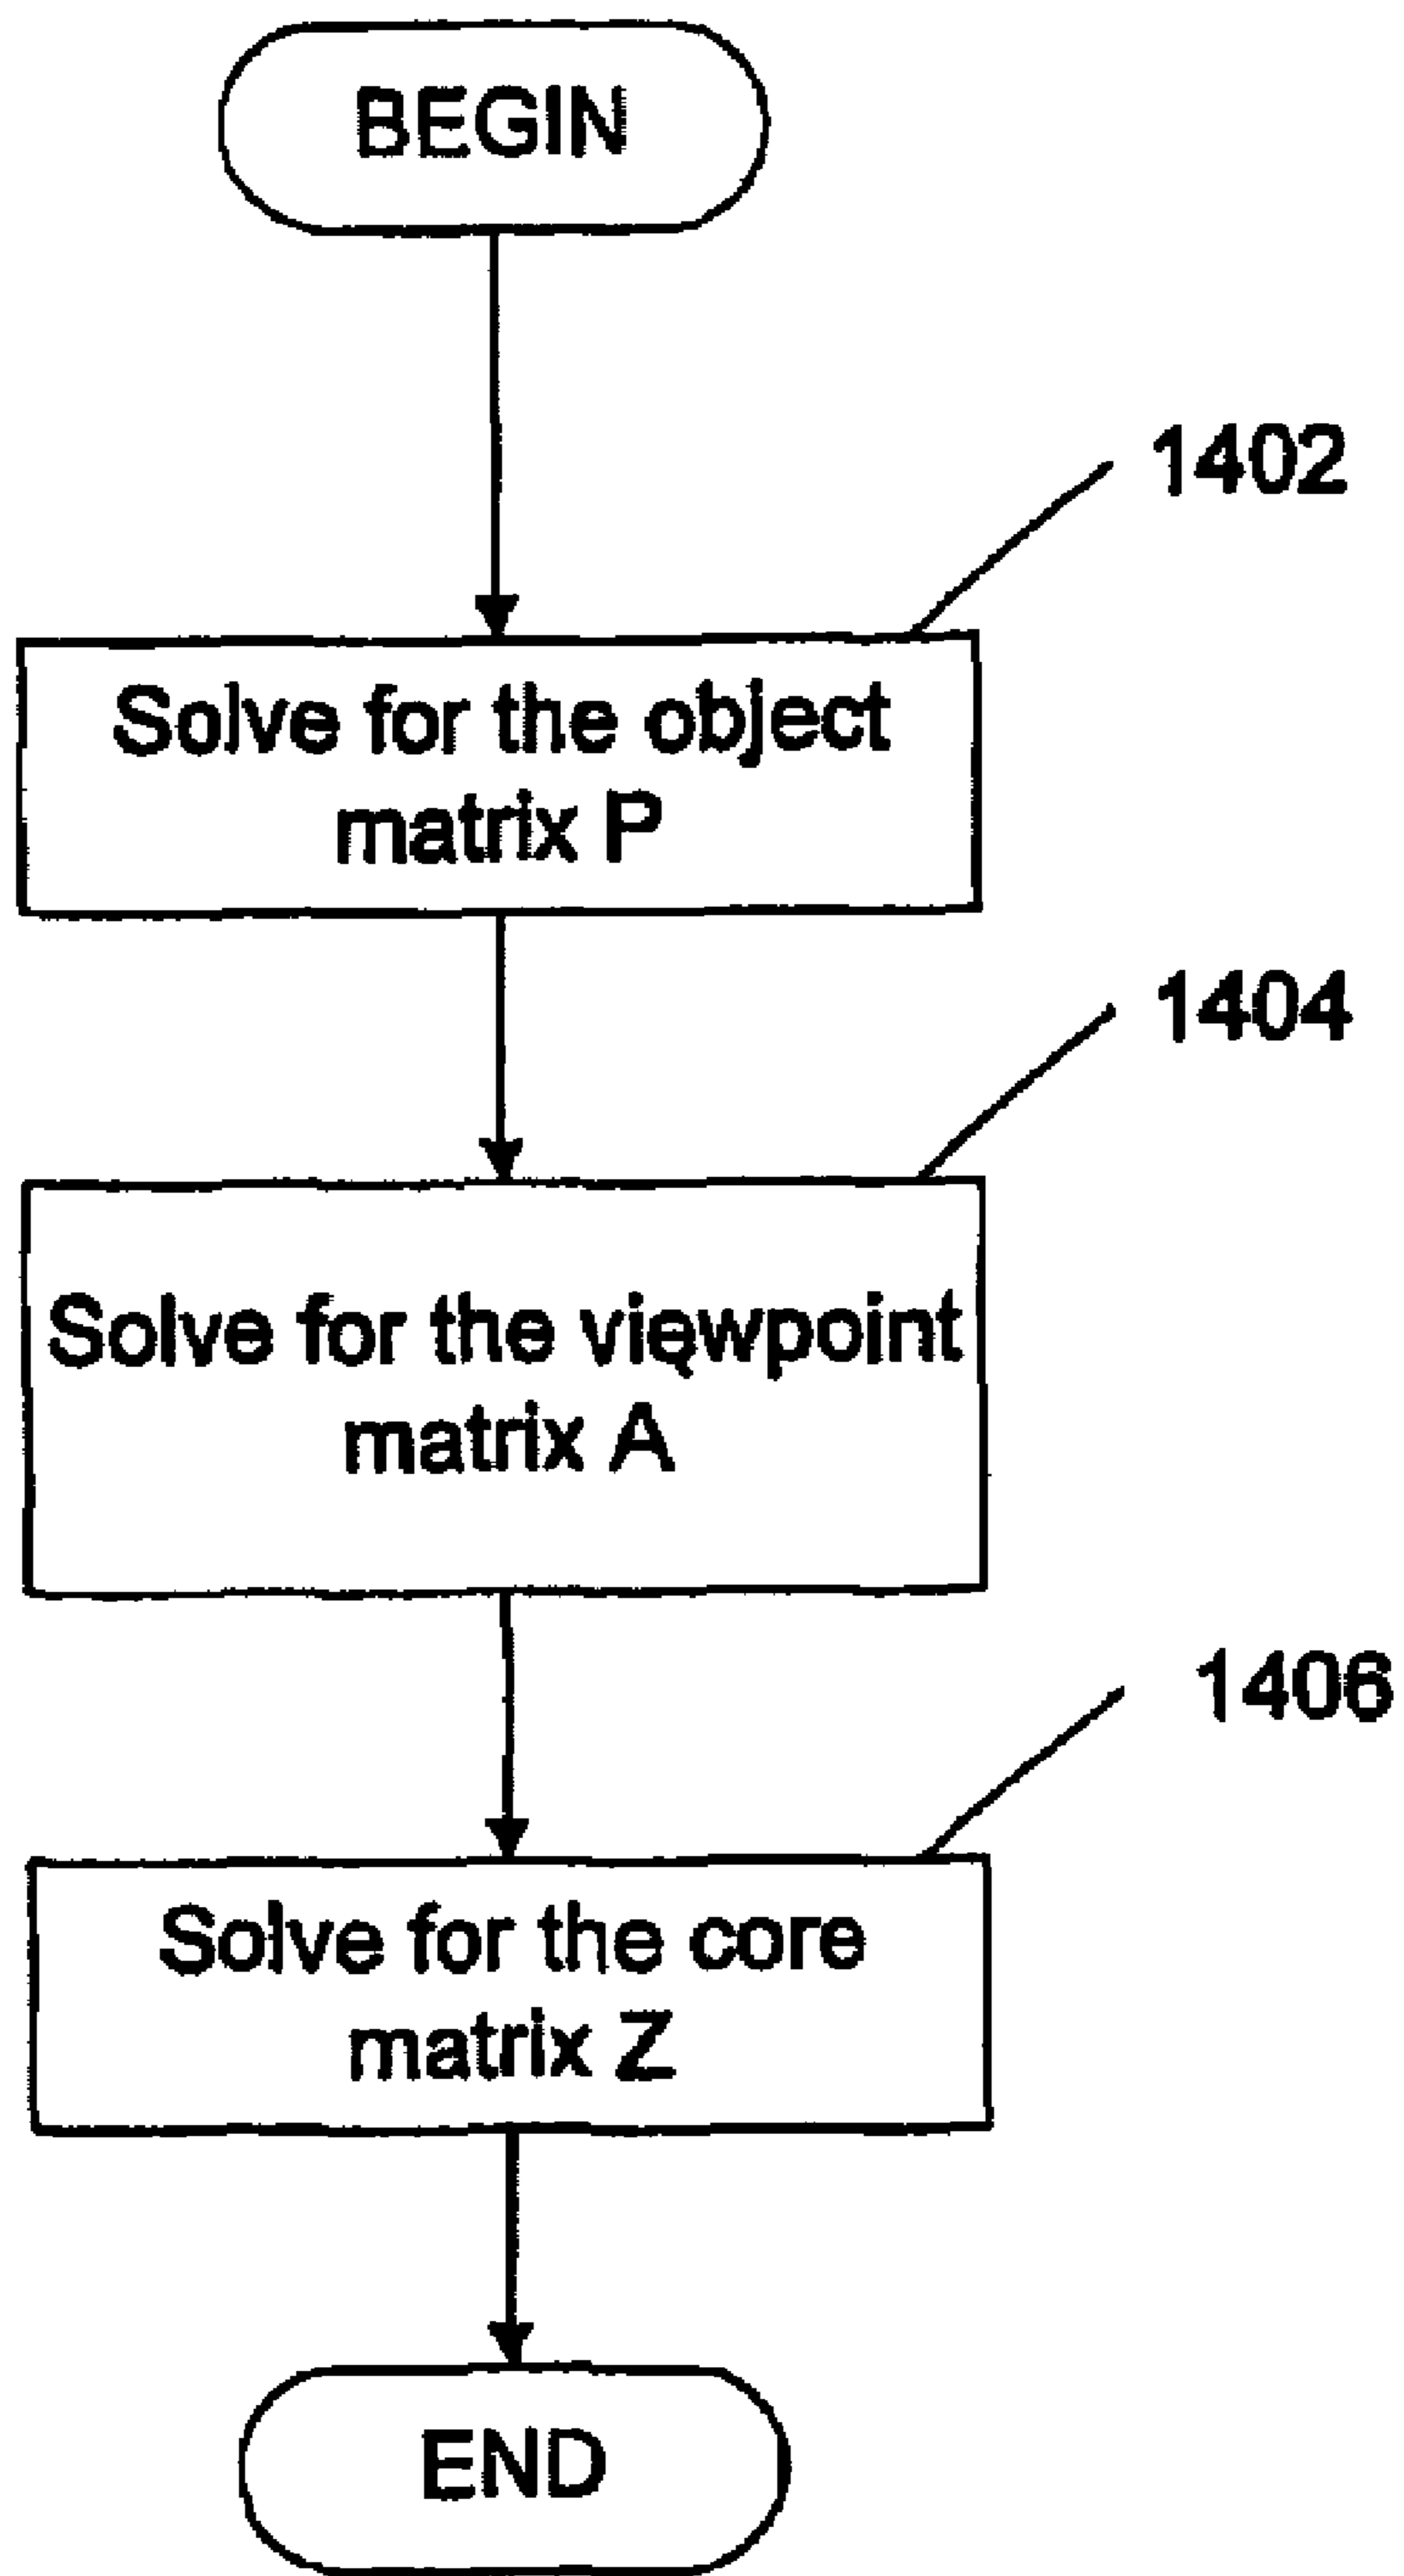 BEGIN
1402
Solve for the object
matrix P
1404
Solve for the viewpoint
matrix A
1406
Solve for the core
matrix Z
END